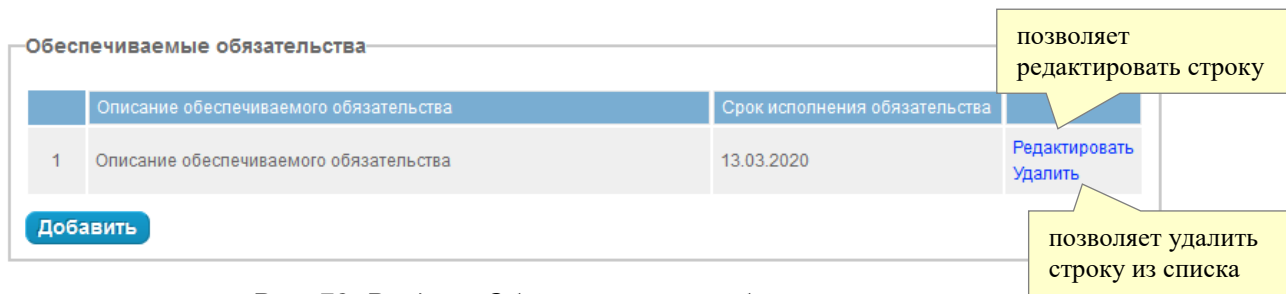 позволяет
редактировать строку
Обеспечиваемые обязательства
Описание обеспечиваемого обязательства Срок исполнения обязательства
1 Описание обеспечиваемого обязательства 13.03.2020 Редактировать
Удалить
Добавить
позволяет удалить
строку из списка